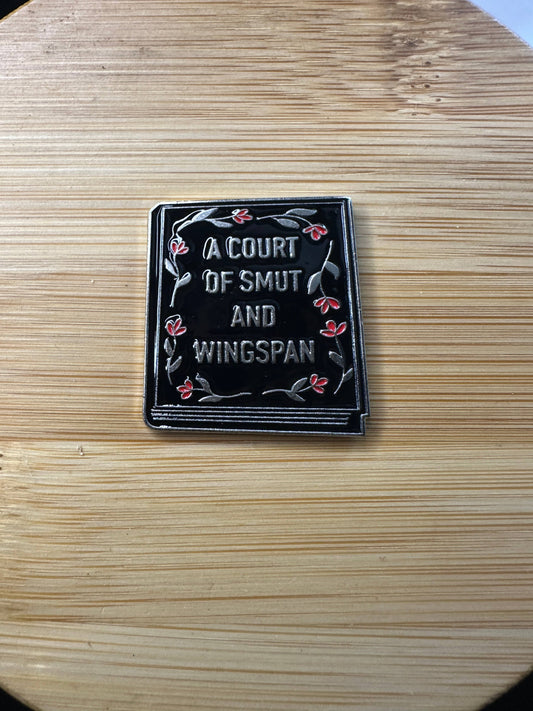 A COURT
OF SMUT
AND
WINGSPAN